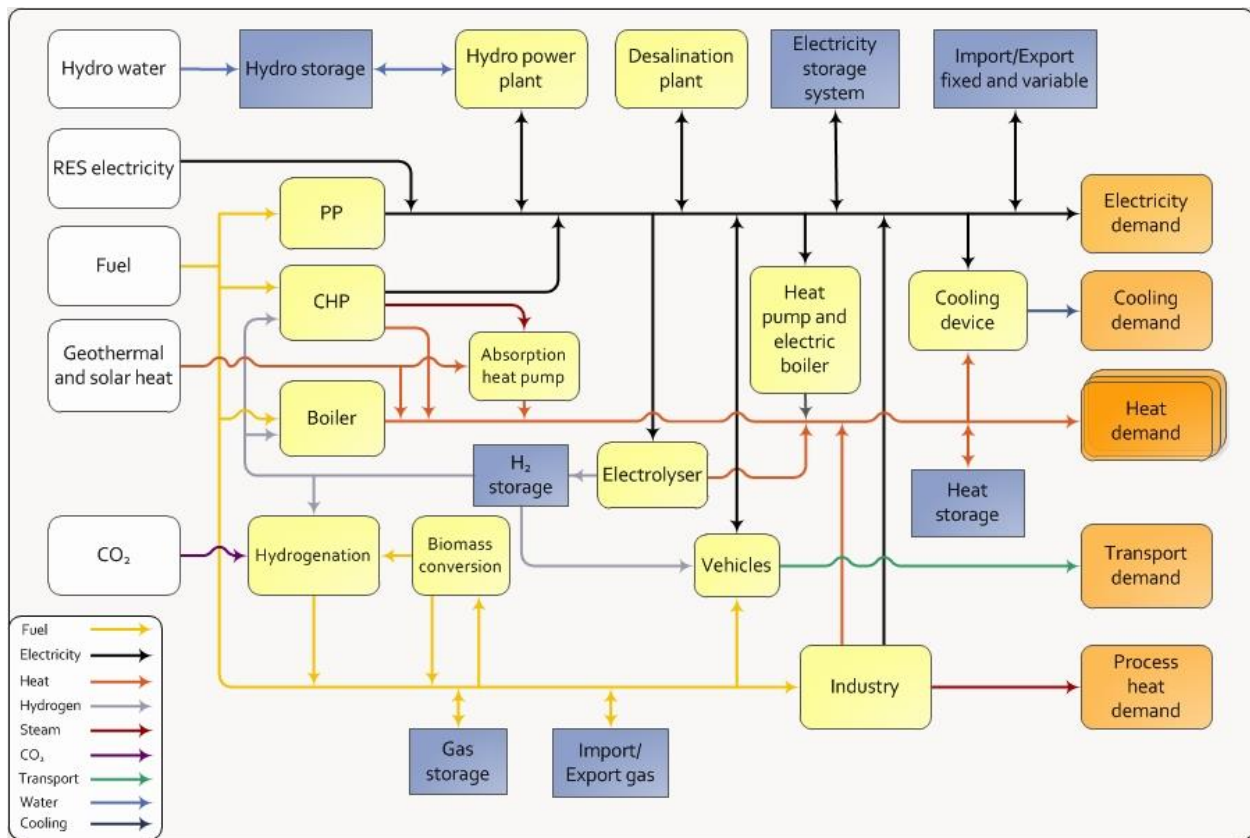 Hydro water
Hydro storage
Hydro power
plant
Desalination
plant
Electricity
storage
system
Import/Export
fixed and variable
RES electricity
PP
Electricity
demand
Fuel
CHP
Heat
pump and
electric
boiler
Cooling
device
Cooling
demand
Geothermal
and solar heat
Absorption
heat pump
Boiler
Heat
demand
H₂
storage
Electrolyser
Heat
storage
CO₂
Hydrogenation
Biomass
conversion
Vehicles
Transport
demand
Fuel
Electricity
Heat
Hydrogen
Steam
CO₂
Transport
Water
Cooling
Industry
Process
heat
demand
Gas
storage
Import/
Export gas